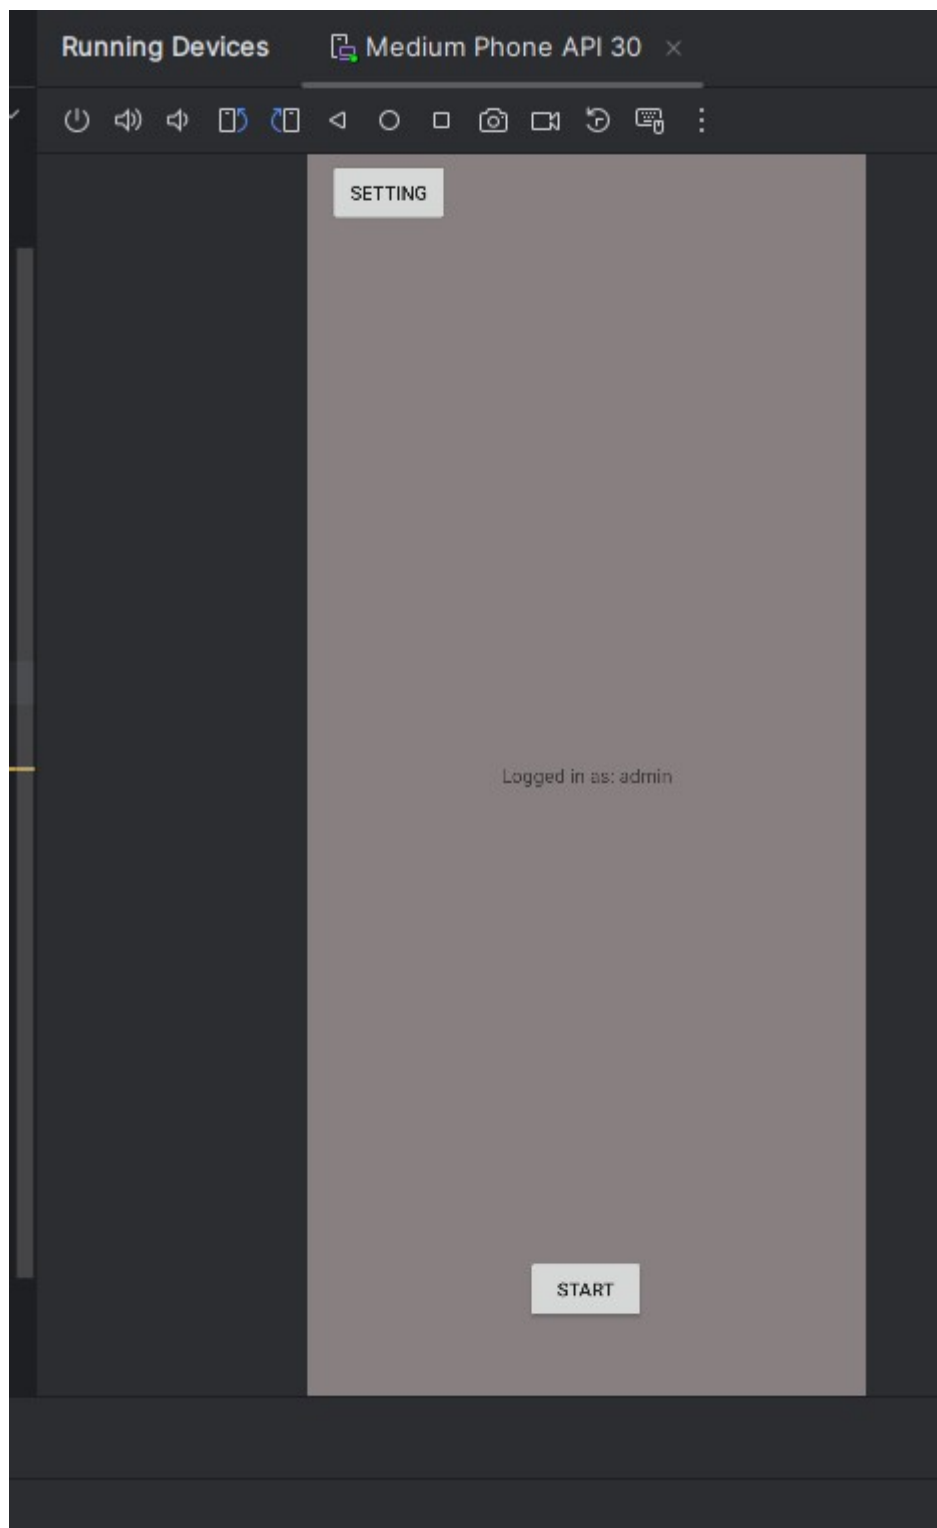 Running Devices
Medium Phone API 30
SETTING
Logged in as: admin
START